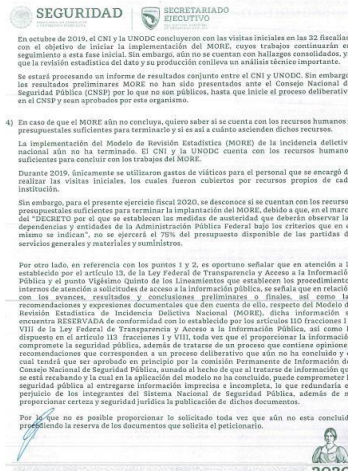 SEGURIDAD
SECRETARIADO
EJECUTIVO
En octubre de 2019, el CNI y la UNODC concluyeron con las visitas iniciales en las 32 fiscalías
con el objetivo de iniciar la implementación del MORE, cuyos trabajos continuarán en
seguimiento a esta fase inicial. Sin embargo, aún no se cuentan con hallazgos consolidados, ya
que la revisión estadística del dato y su producción conlleva un análisis técnico importante.
Se estará procesando un informe de resultados conjunto entre el CNI y UNODC. Sin embargo
los resultados preliminares MORE no han sido presentados ante el Consejo Nacional de
Seguridad Pública (CNSP) por lo que no son públicos, hasta que inicie el proceso deliberativ
en el CNSP y sean aprobados por este organismo.
4) En caso de que el MORE aún no concluya, quiero saber si se cuenta con los recursos humanos
presupuestales suficientes para terminarlo y si es así a cuánto ascienden dichos recursos.
La implementación del Modelo de Revisión Estadística (MORE) de la incidencia delictiv
nacional aún no ha terminado. El CNI y la UNODC cuentan con los recursos humano
suficientes para concluir con los trabajos del MORE.
Durante 2019, únicamente se utilizaron gastos de viáticos para el personal que se encargó d
realizar las visitas iniciales, los cuales fueron cubiertos por recursos propios de cad
institución.
Sin embargo, para el presente ejercicio fiscal 2020, se desconoce si se cuentan con los recurso
presupuestales suficientes para terminar la implantación del MORE, debido a que, en el marc
del "DECRETO por el que se establecen las medidas de austeridad que deberán observar la
dependencias y entidades de la Administración Pública Federal bajo los criterios que en e
mismo se indican", no se ejercerá el 75% del presupuesto disponible de las partidas d
servicios generales y materiales y suministros.
Por otro lado, en referencia con los puntos 1 y 2, es oportuno señalar que en atención a l
establecido por el artículo 13, de la Ley Federal de Transparencia y Acceso a la Informació
Pública y el punto Vigésimo Quinto de los Lineamientos que establecen los procedimiento
internos de atención a solicitudes de acceso a la información pública, se señala que en relació
con los avances, resultados y conclusiones preliminares o finales, así como la
recomendaciones y expresiones documentales que den cuenta de ello, respecto del Modelo d
Revisión Estadística de Incidencia Delictiva Nacional (MORE), dicha información s
encuentra RESERVADA de conformidad con lo establecido por los artículos 110 fracciones I
VIII de la Ley Federal de Transparencia y Acceso a la Información Pública, así como l
dispuesto en el artículo 113 fracciones I y VIII, toda vez que el proporcionar la informació
compromete la seguridad pública, además de tratarse de un proceso que contiene opinione
recomendaciones que corresponden a un proceso deliberativo que aún no ha concluido y
cual tendrá que ser aprobado en principio por la comisión Permanente de Información d
Consejo Nacional de Seguridad Pública, aunado al hecho de que al tratarse de información qu
se está recabando y la cual en la aplicación del modelo no ha concluido, puede comprometer l
seguridad pública al entregarse información imprecisa e incompleta, lo que redundaría e
perjuicio de los integrantes del Sistema Nacional de Seguridad Pública, además de n
proporcionar certeza y seguridad jurídica la publicación de dichos documentos.
Por lo que no es posible proporcionar lo solicitado toda vez que aún no esta concluid
procediendo la reserva de los documentos que solicita el peticionario.
2020